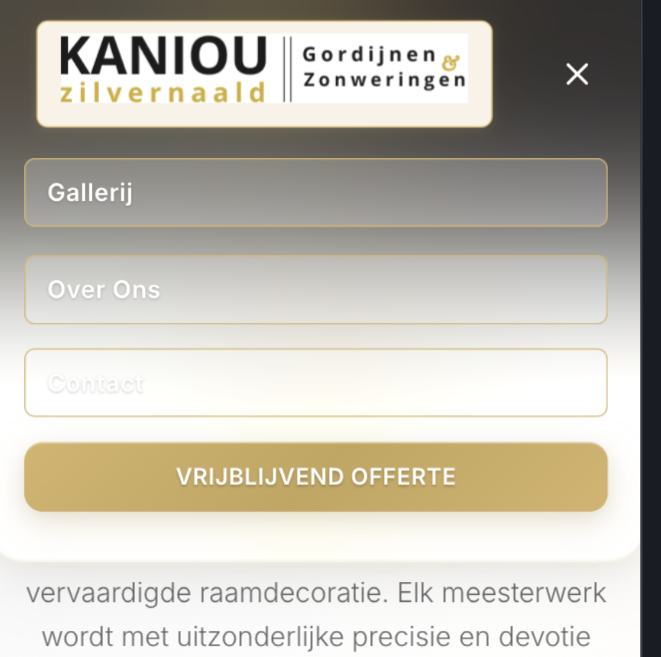 KANIOU
zilvernaald
Gordijnen &
Zonweringen
Gallerij
Over Ons
Contact
VRIJBLIJVEND OFFERTE
vervaardigde raamdecoratie. Elk meesterwerk
wordt met uitzonderlijke precisie en devotie